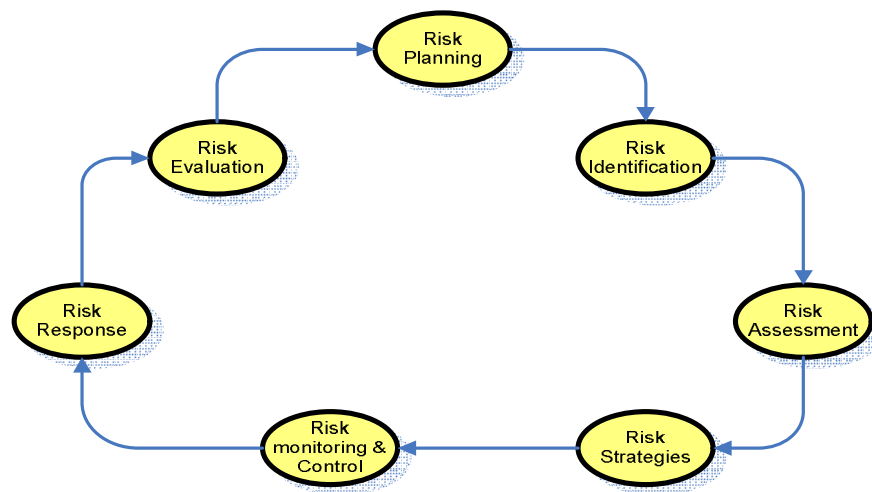 Risk
Planning
Risk
Identification
Risk
Assessment
Risk
Strategies
Risk
monitoring &
Control
Risk
Response
Risk
Evaluation